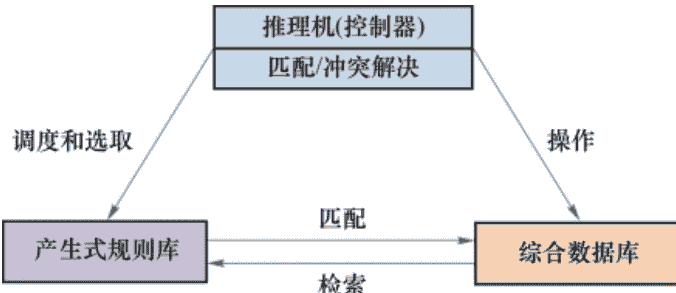 推理机(控制器)
匹配/冲突解决
调度和选取
操作
匹配
产生式规则库
综合数据库
检索